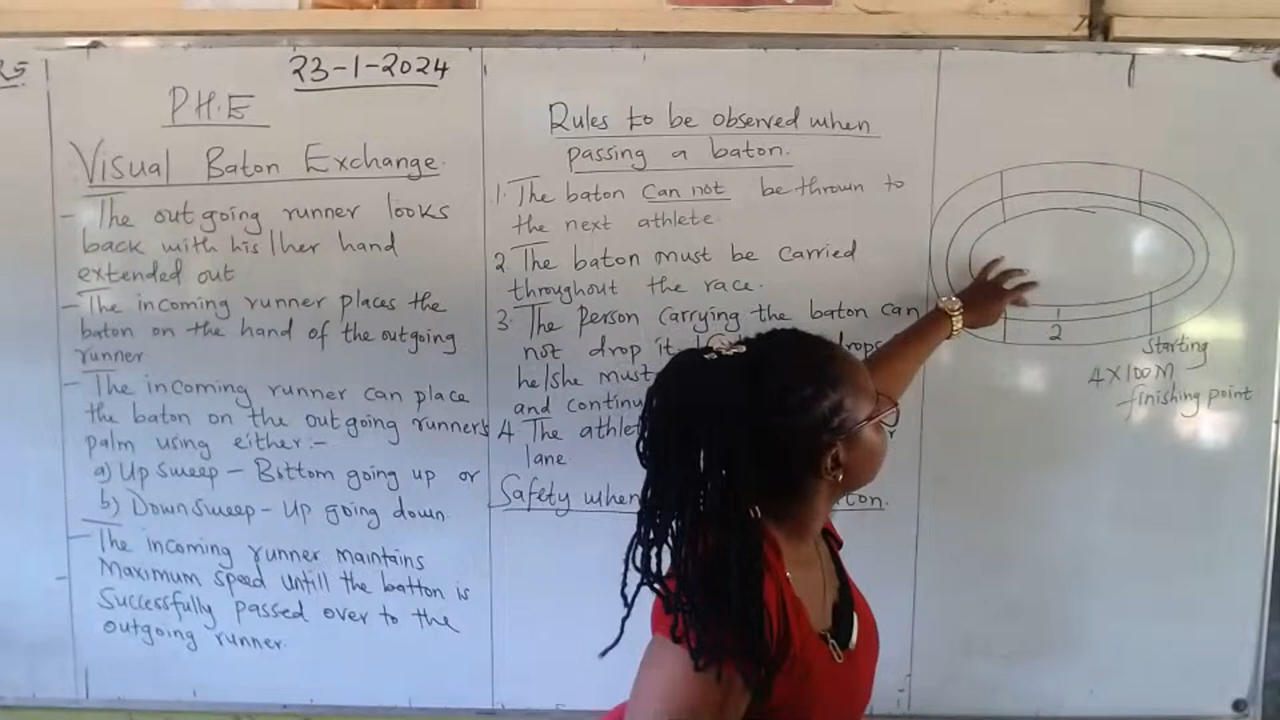 25
23-1-2024
P.H.E
Visual Baton Exchange.
- The out going runner looks
back with his/her hand
extended out
- The incoming runner places the
baton on the hand of the outgoing
runner
- The incoming runner can place
the baton on the outgoing runners
palm using either:-
a) Up sweep - Bottom going up or
b) Down sweep - Up going down.
- The incoming runner maintains
Maximum speed untill the batton is
Successfully passed over to the
outgoing runner.
Rules to be observed when
passing a baton.
1. The baton can not be thrown to
the next athlete
2. The baton must be carried
throughout the race.
3. The person carrying the baton can
not drop it. drops
he/she must
and continu
4. The athlet
lane.
Safety when ton.
2
Starting
4X100M
finishing point